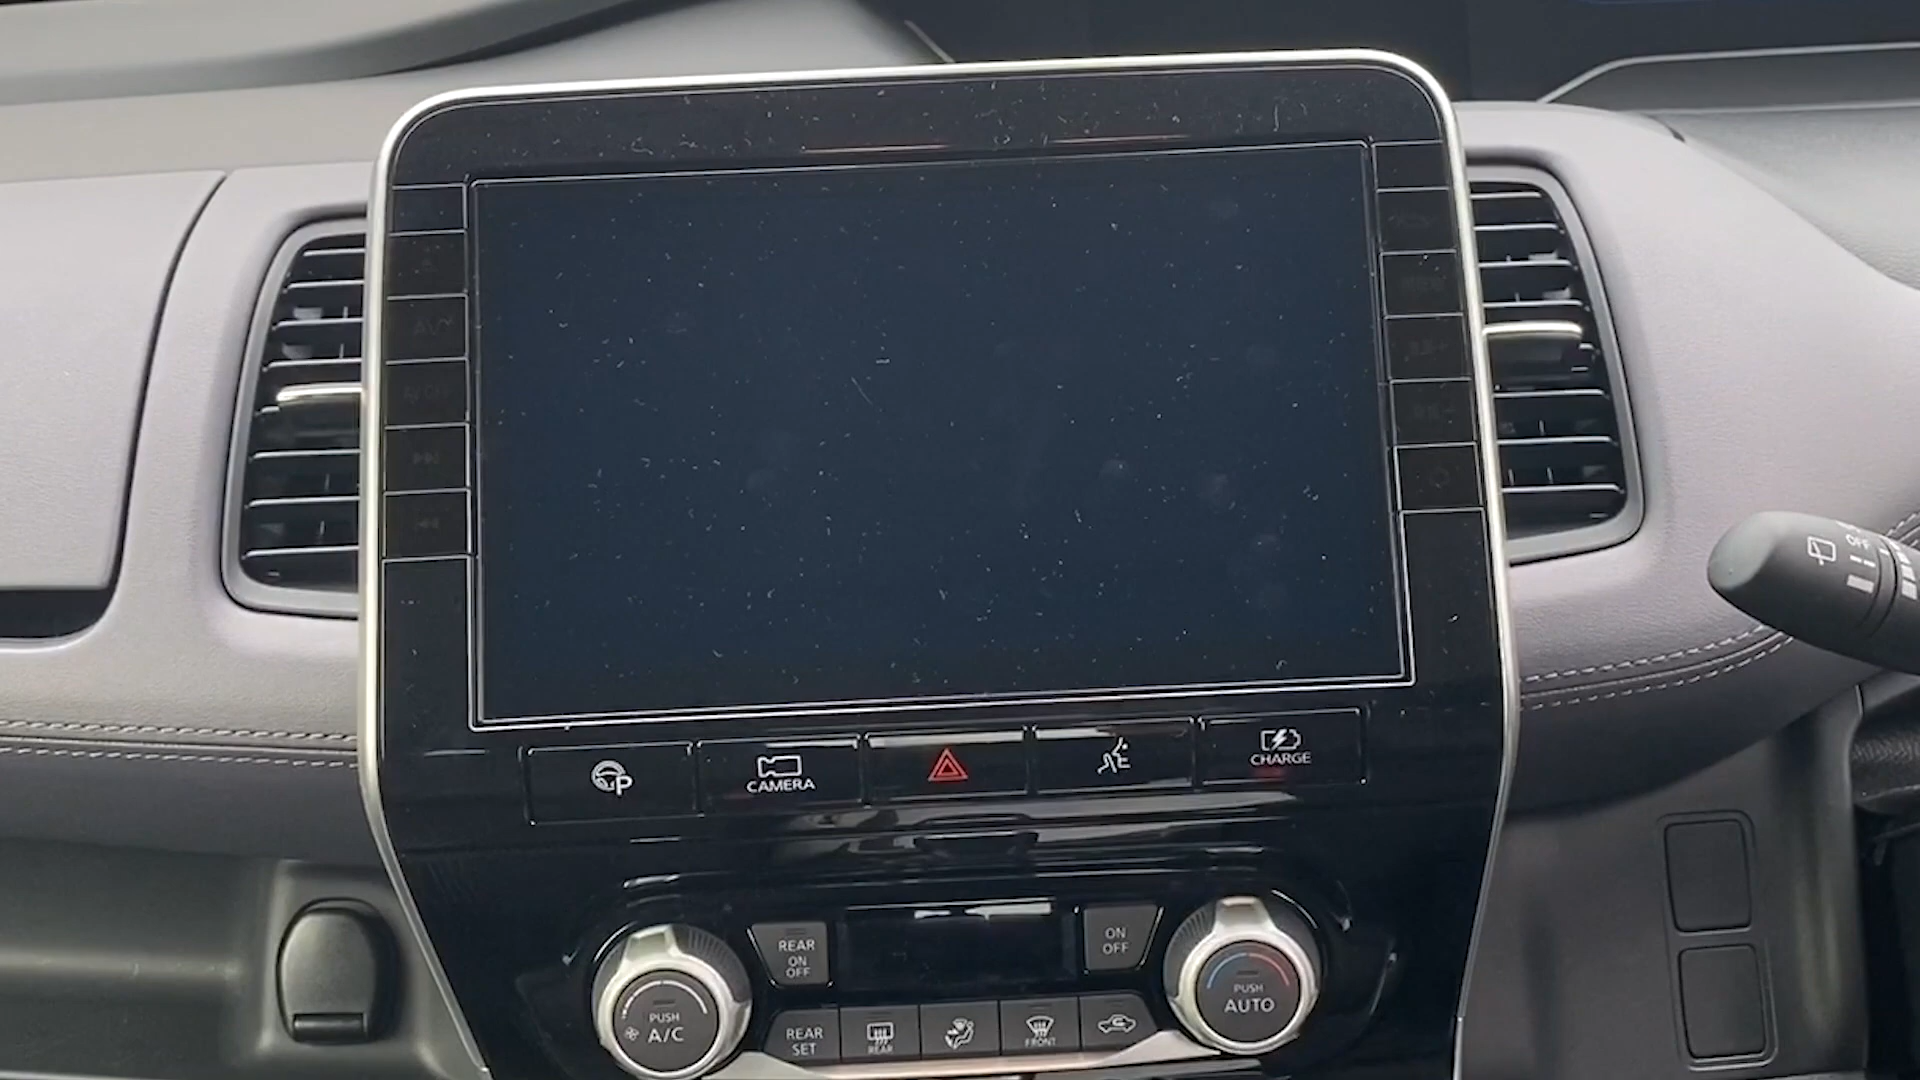 OFF
P
CAMERA
CHARGE
REAR
ON
OFF
ON
OFF
PUSH
A/C
PUSH
AUTO
REAR
SET
REAR
FRONT